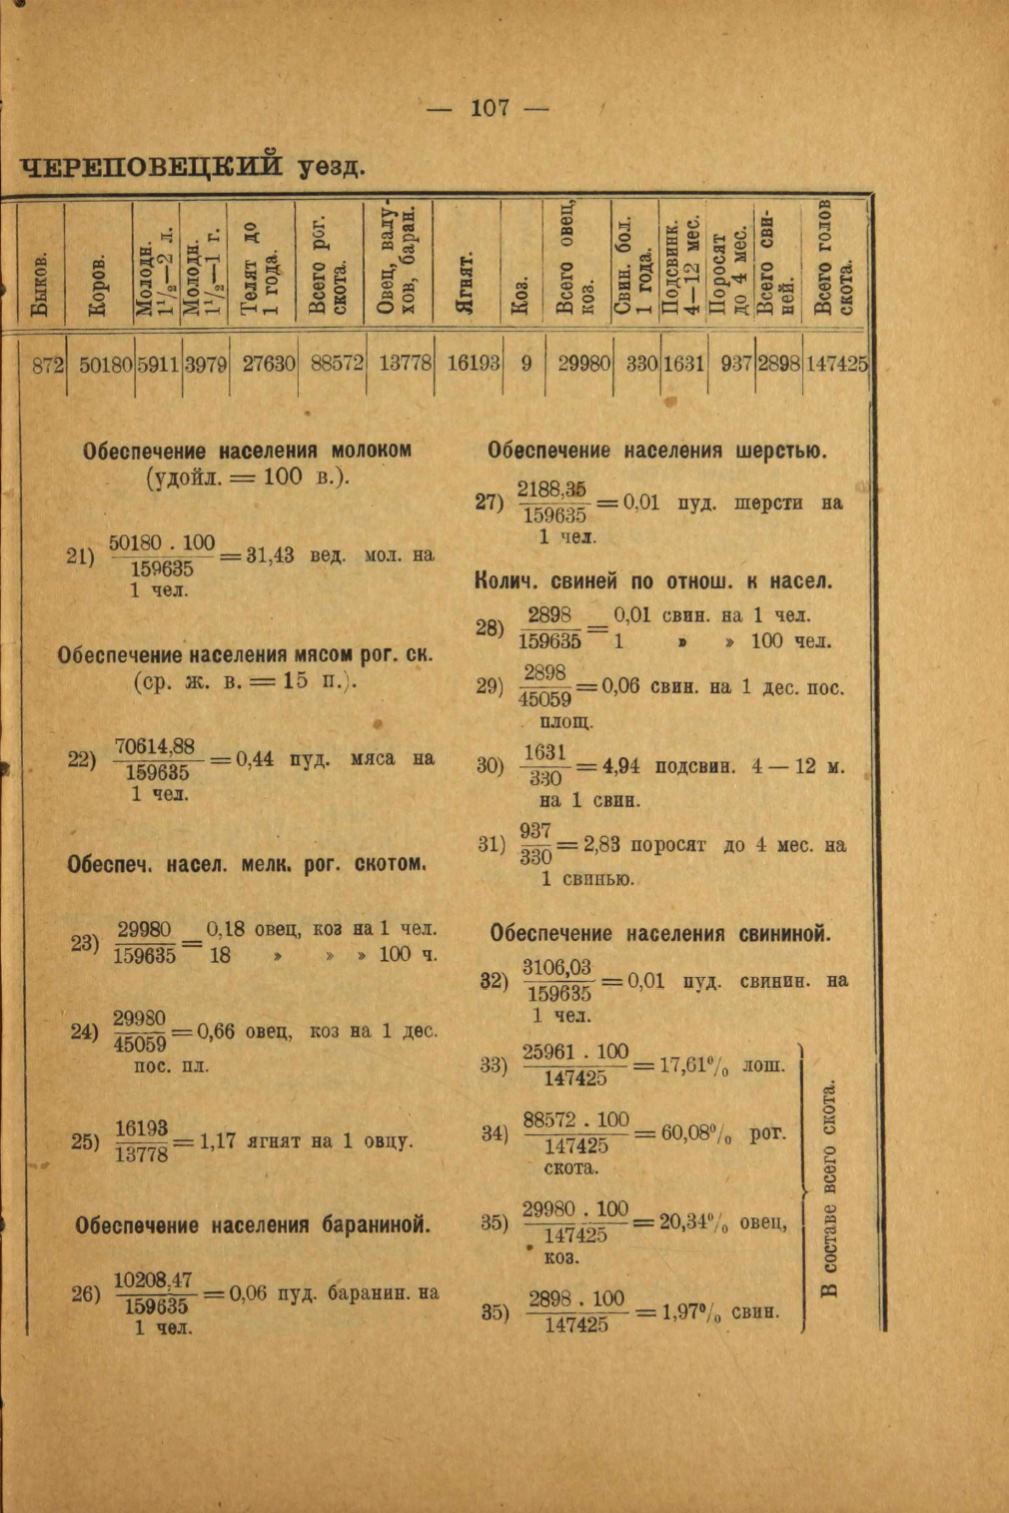 — 107 —
ЧЕРЕПОВЕЦКИЙ уезд.
Быков.
Коров.
Молодн. 1½—2 л.
Молодн. 1½—1 г.
Телят до 1 года.
Всего рог. скота.
Овец, валухов, баран.
Ягнят.
Коз.
Всего овец, коз.
Свин. бол. 1 года.
Подсвинк. 4—12 мес.
Поросят до 4 мес.
Всего свиней.
Всего голов скота.
872 50180 5911 3979 27630 88572 13778 16193 9 29980 330 1631 937 2898 147425
Обеспечение населения молоком
(удойл. = 100 в.).
21) 50180 . 100 / 159635 = 31,43 вед. мол. на
1 чел.
Обеспечение населения мясом рог. ск.
(ср. ж. в. = 15 п.).
22) 70614,88 / 159635 = 0,44 пуд. мяса на
1 чел.
Обеспеч. насел. мелк. рог. скотом.
23) 29980 / 159635 = 0,18 овец, коз на 1 чел.
18 » » » 100 ч.
24) 29980 / 45059 = 0,66 овец, коз на 1 дес.
пос. пл.
25) 16193 / 13778 = 1,17 ягнят на 1 овцу.
Обеспечение населения бараниной.
26) 10208,47 / 159635 = 0,06 пуд. баранин. на
1 чел.
Обеспечение населения шерстью.
27) 2188,35 / 159635 = 0,01 пуд. шерсти на
1 чел.
Колич. свиней по отнош. к насел.
28) 2898 / 159635 = 0,01 свин. на 1 чел.
1 » » 100 чел.
29) 2898 / 45059 = 0,06 свин. на 1 дес. пос.
площ.
30) 1631 / 330 = 4,94 подсвин. 4 — 12 м.
на 1 свин.
31) 937 / 330 = 2,83 поросят до 4 мес. на
1 свинью.
Обеспечение населения свининой.
32) 3106,03 / 159635 = 0,01 пуд. свинин. на
1 чел.
33) 25961 . 100 / 147425 = 17,61% лош.
34) 88572 . 100 / 147425 = 60,08% рог.
скота.
35) 29980 . 100 / 147425 = 20,34% овец,
коз.
35) 2898 . 100 / 147425 = 1,97% свин.
В составе всего скота.